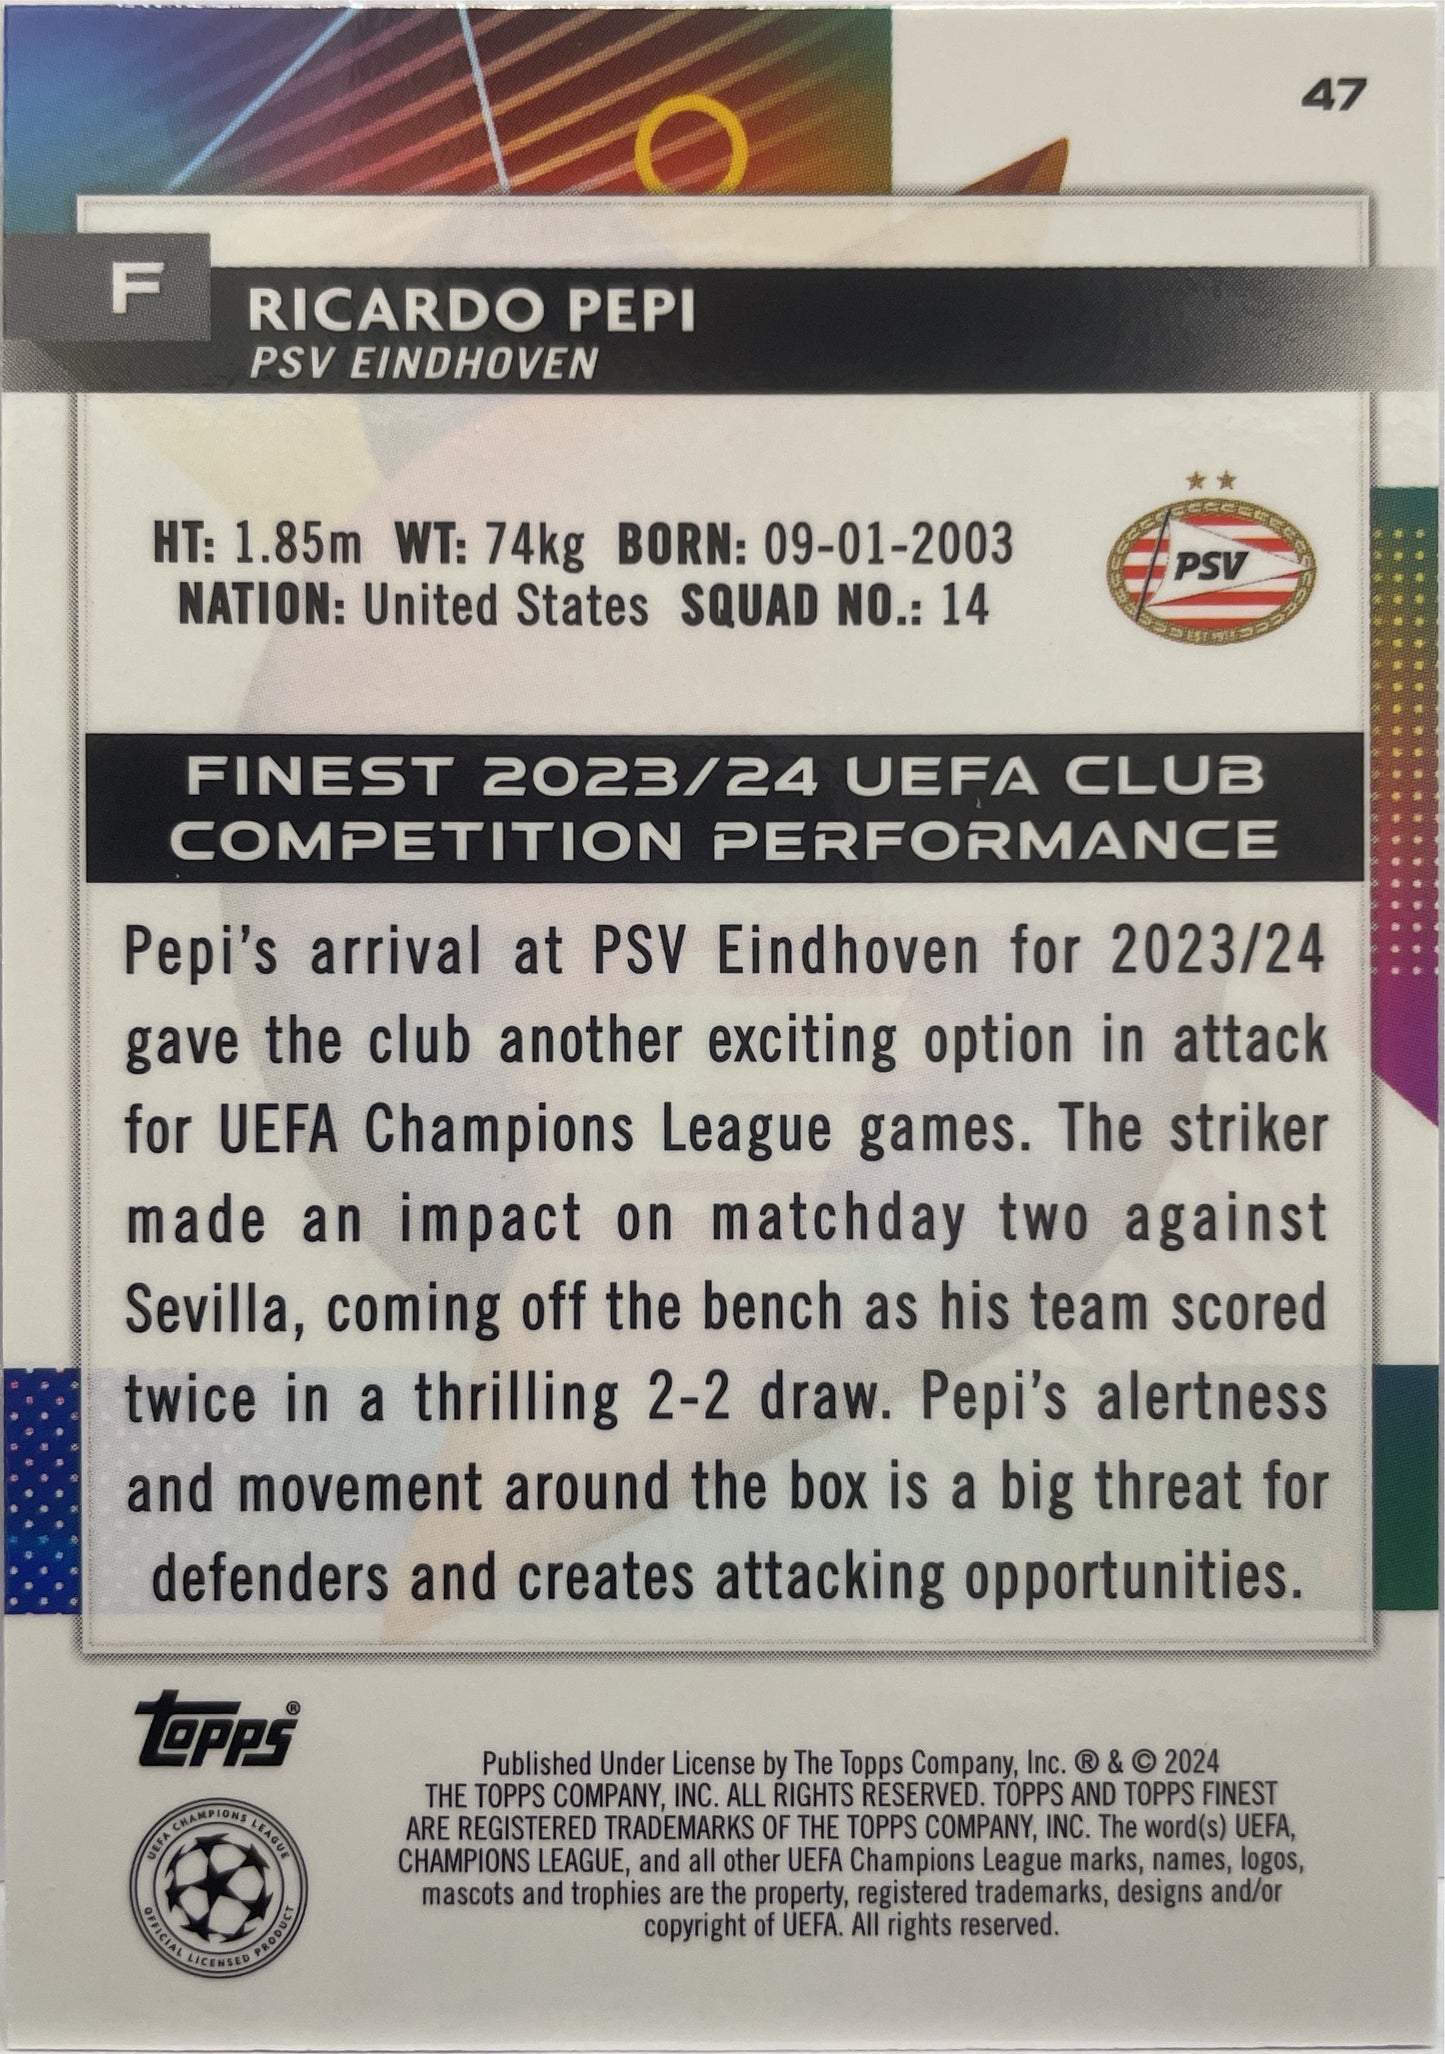 47
F
RICARDO PEPI
PSV EINDHOVEN
HT: 1.85m WT: 74kg BORN: 09-01-2003
NATION: United States SQUAD NO.: 14
PSV
EST 1913
FINEST 2023/24 UEFA CLUB
COMPETITION PERFORMANCE
Pepi's arrival at PSV Eindhoven for 2023/24
gave the club another exciting option in attack
for UEFA Champions League games. The striker
made an impact on matchday two against
Sevilla, coming off the bench as his team scored
twice in a thrilling 2-2 draw. Pepi's alertness
and movement around the box is a big threat for
defenders and creates attacking opportunities.
Topps®
UEFA CHAMPIONS LEAGUE
OFFICIAL LICENSED PRODUCT
Published Under License by The Topps Company, Inc. ® & © 2024
THE TOPPS COMPANY, INC. ALL RIGHTS RESERVED. TOPPS AND TOPPS FINEST
ARE REGISTERED TRADEMARKS OF THE TOPPS COMPANY, INC. The word(s) UEFA,
CHAMPIONS LEAGUE, and all other UEFA Champions League marks, names, logos,
mascots and trophies are the property, registered trademarks, designs and/or
copyright of UEFA. All rights reserved.